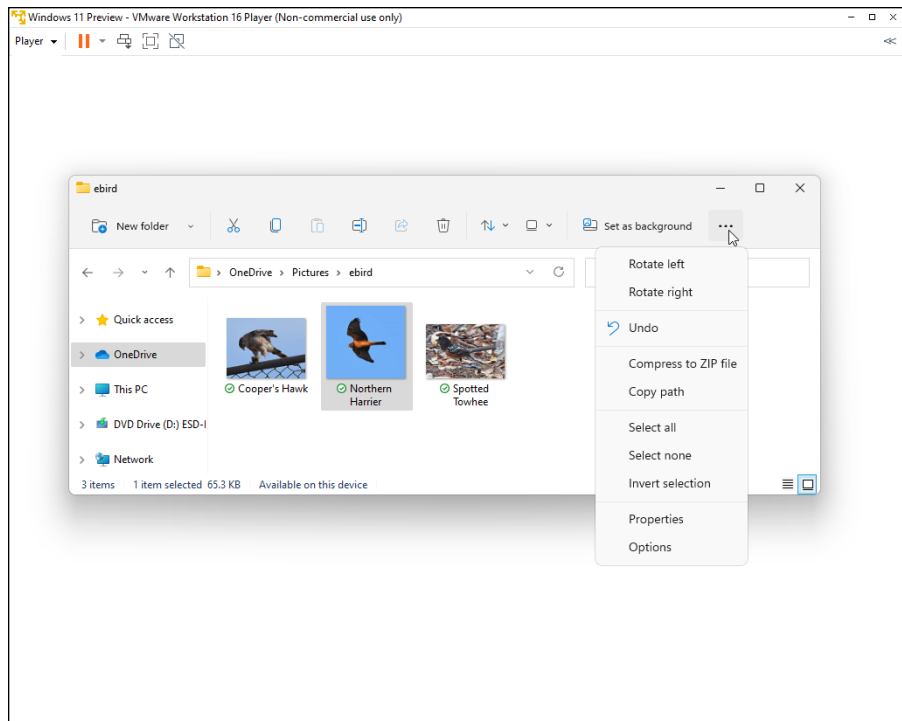 Windows 11 Preview - VMware Workstation 16 Player (Non-commercial use only)
Player
ebird
New folder
Set as background
OneDrive > Pictures > ebird
Rotate left
Rotate right
Undo
Compress to ZIP file
Copy path
Select all
Select none
Invert selection
Properties
Options
Quick access
OneDrive
This PC
DVD Drive (D:) ESD-I
Network
Cooper's Hawk
Northern
Harrier
Spotted
Towhee
3 items 1 item selected 65.3 KB Available on this device